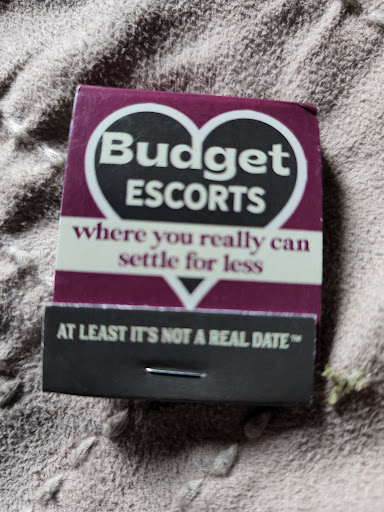 Budget
ESCORTS
where you really can
settle for less
AT LEAST IT'S NOT A REAL DATE™